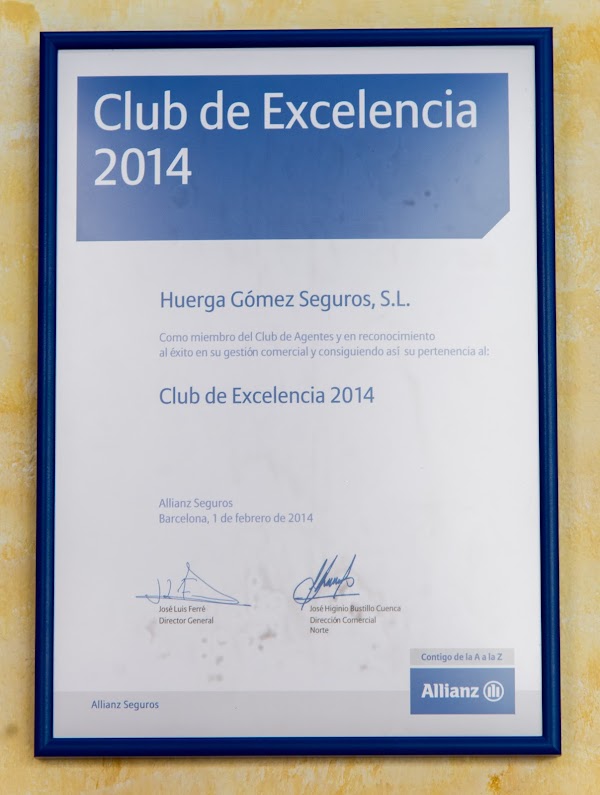 Club de Excelencia
2014
Huerga Gómez Seguros, S.L.
Como miembro del Club de Agentes y en reconocimiento
al éxito en su gestión comercial y consiguiendo así su pertenencia al:
Club de Excelencia 2014
Allianz Seguros
Barcelona, 1 de febrero de 2014
José Luis Ferré
Director General
José Higinio Bustillo Cuenca
Dirección Comercial
Norte
Contigo de la A a la Z
Allianz
Allianz Seguros